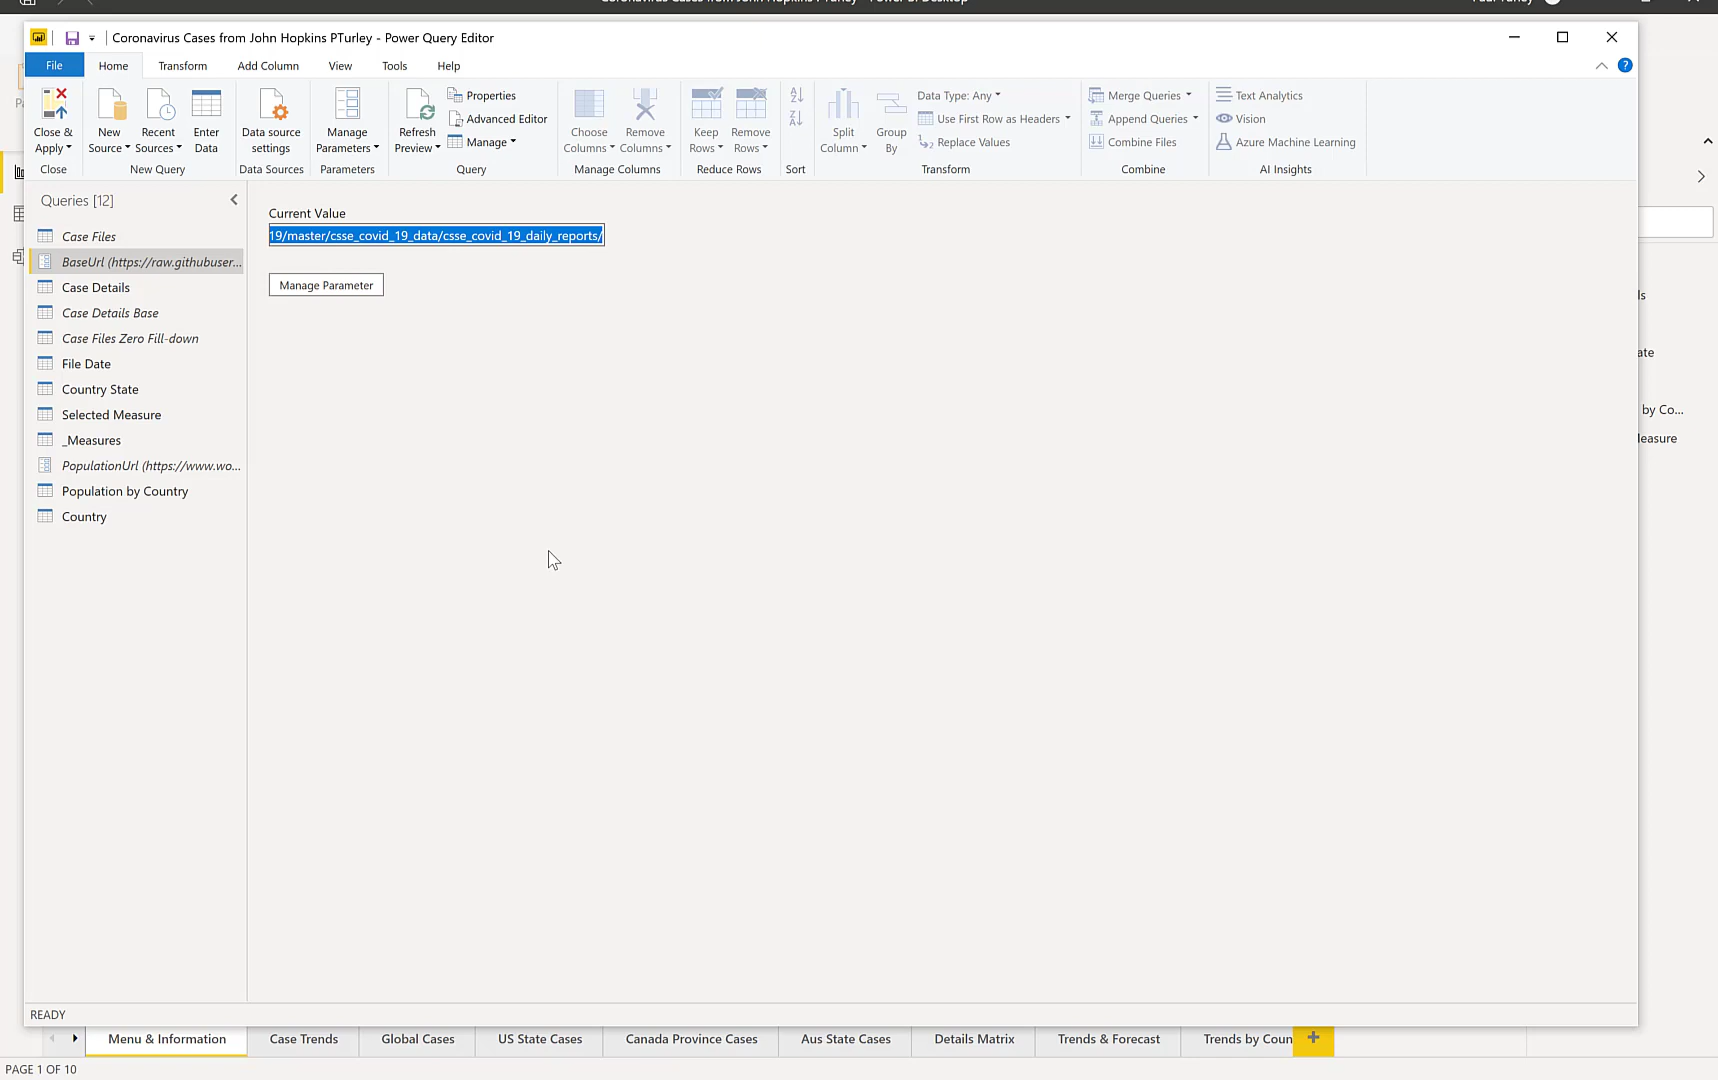 Coronavirus Cases from John Hopkins PTurley - Power Query Editor
File Home Transform Add Column View Tools Help
Close & Apply
New Source
Recent Sources
Enter Data
Data source settings
Manage Parameters
Refresh Preview
Properties
Advanced Editor
Manage
Choose Columns
Remove Columns
Keep Rows
Remove Rows
Split Column
Group By
Data Type: Any
Use First Row as Headers
Replace Values
Merge Queries
Append Queries
Combine Files
Text Analytics
Vision
Azure Machine Learning
Close New Query Data Sources Parameters Query Manage Columns Reduce Rows Sort Transform Combine AI Insights
Queries [12]
Case Files
BaseUrl (https://raw.githubuser...
Case Details
Case Details Base
Case Files Zero Fill-down
File Date
Country State
Selected Measure
_Measures
PopulationUrl (https://www.wo...
Population by Country
Country
Current Value
19/master/csse_covid_19_data/csse_covid_19_daily_reports/
Manage Parameter
ls
ate
by Co...
easure
READY
Menu & Information Case Trends Global Cases US State Cases Canada Province Cases Aus State Cases Details Matrix Trends & Forecast Trends by Coun
PAGE 1 OF 10